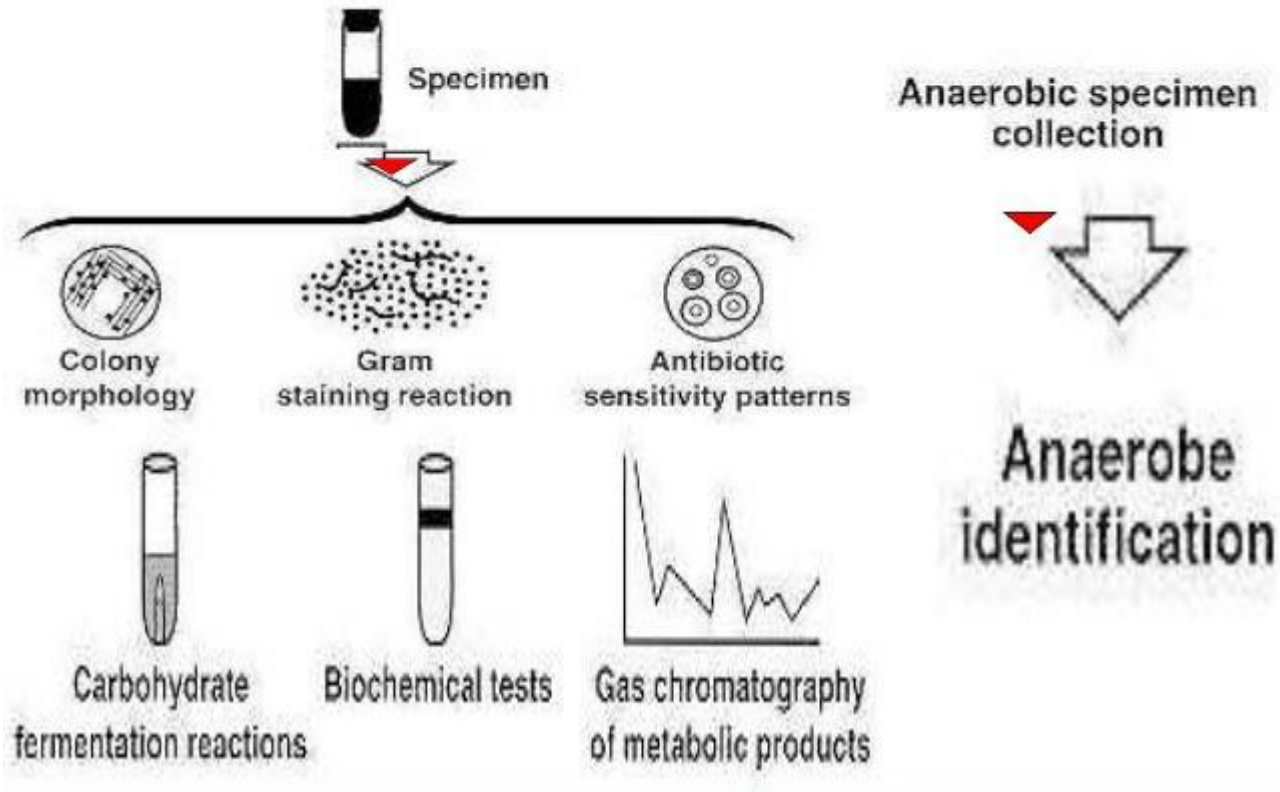 Specimen
Anaerobic specimen
collection
Colony
morphology
Gram
staining reaction
Antibiotic
sensitivity patterns
Anaerobe
identification
Carbohydrate
fermentation reactions
Biochemical tests
Gas chromatography
of metabolic products